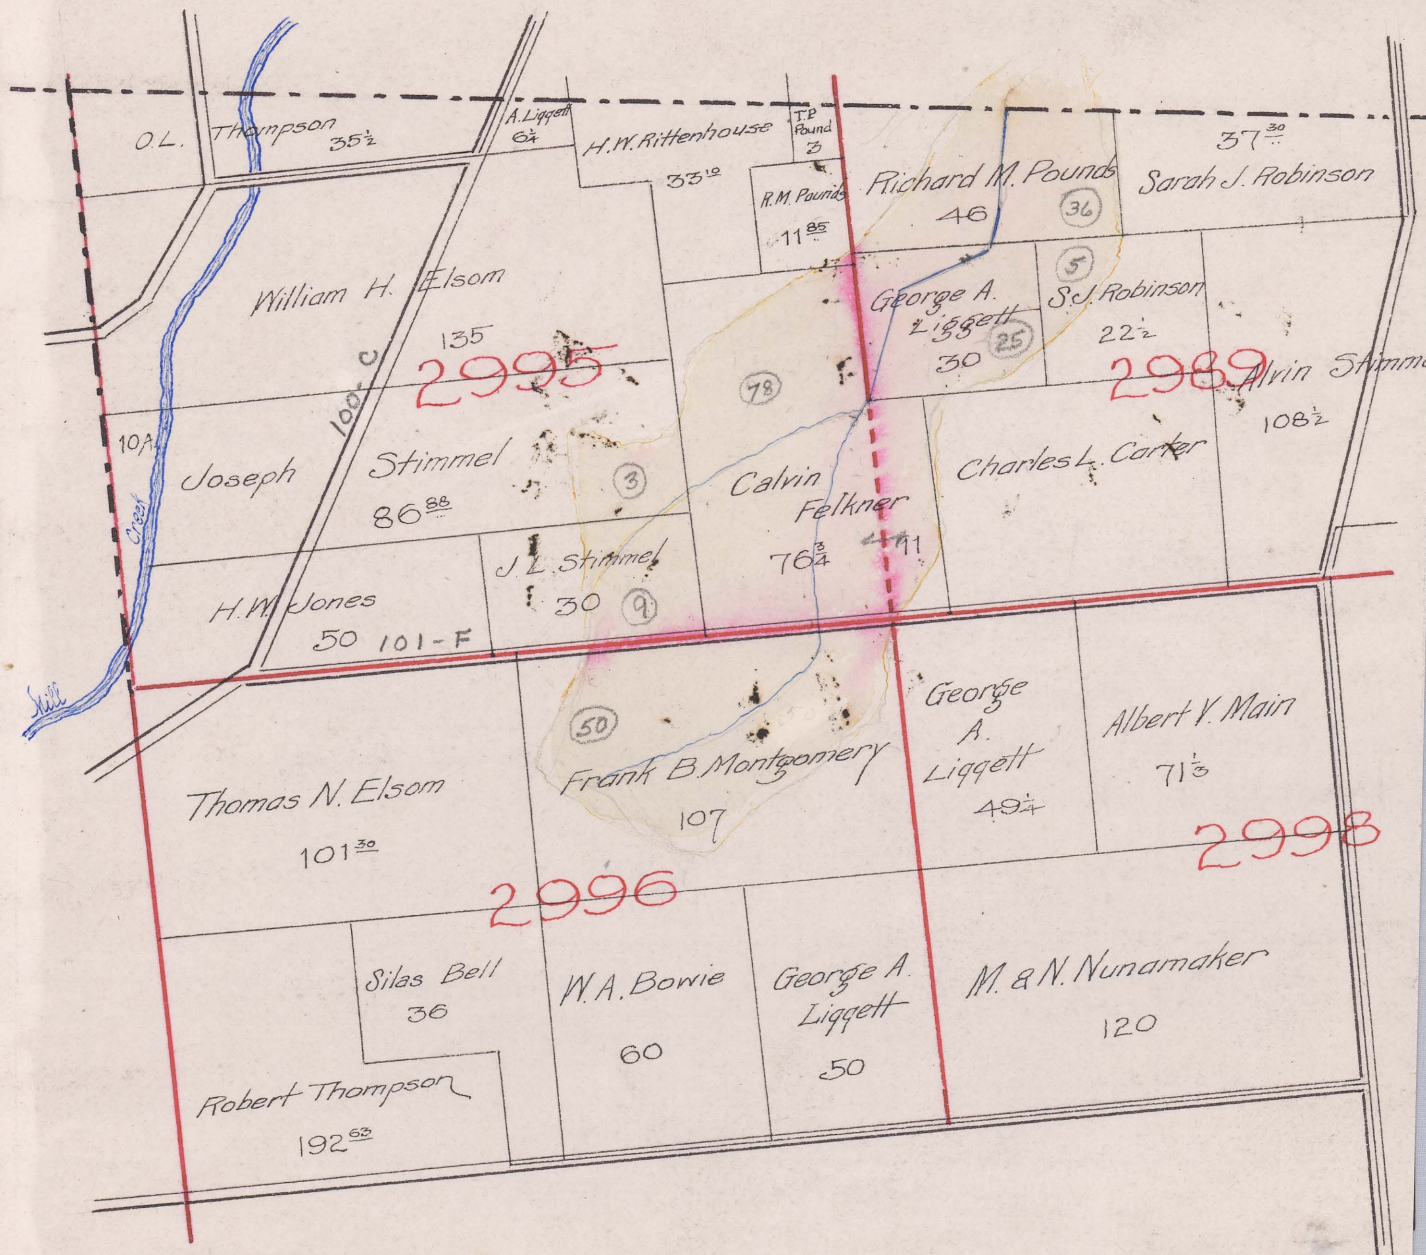 O.L. Thompson
35½
A. Liggett
6¼
H.W. Rittenhouse
33¹⁰
T.P.
Pound
3
R.M. Pounds
11⁸⁵
Richard M. Pounds
46
36
37³⁰
Sarah J. Robinson
William H. Elsom
135
2995
100-C
George A.
Liggett
30
25
5
S.J. Robinson
22½
2989
Alvin Stimm
108½
78
10A
Creek
Joseph Stimmel
86⁸⁸
3
Calvin
Felkner
76¾
91
Charles L. Carter
H.W. Jones
50
101-F
J L Stimmel
30
9
Mill
50
Thomas N. Elsom
101³⁰
Frank B. Montgomery
107
George
A.
Liggett
49¼
Albert V. Main
71⅓
2996
2998
Silas Bell
36
W.A. Bowie
60
George A.
Liggett
50
M. & N. Nunamaker
120
Robert Thompson
192⁶³